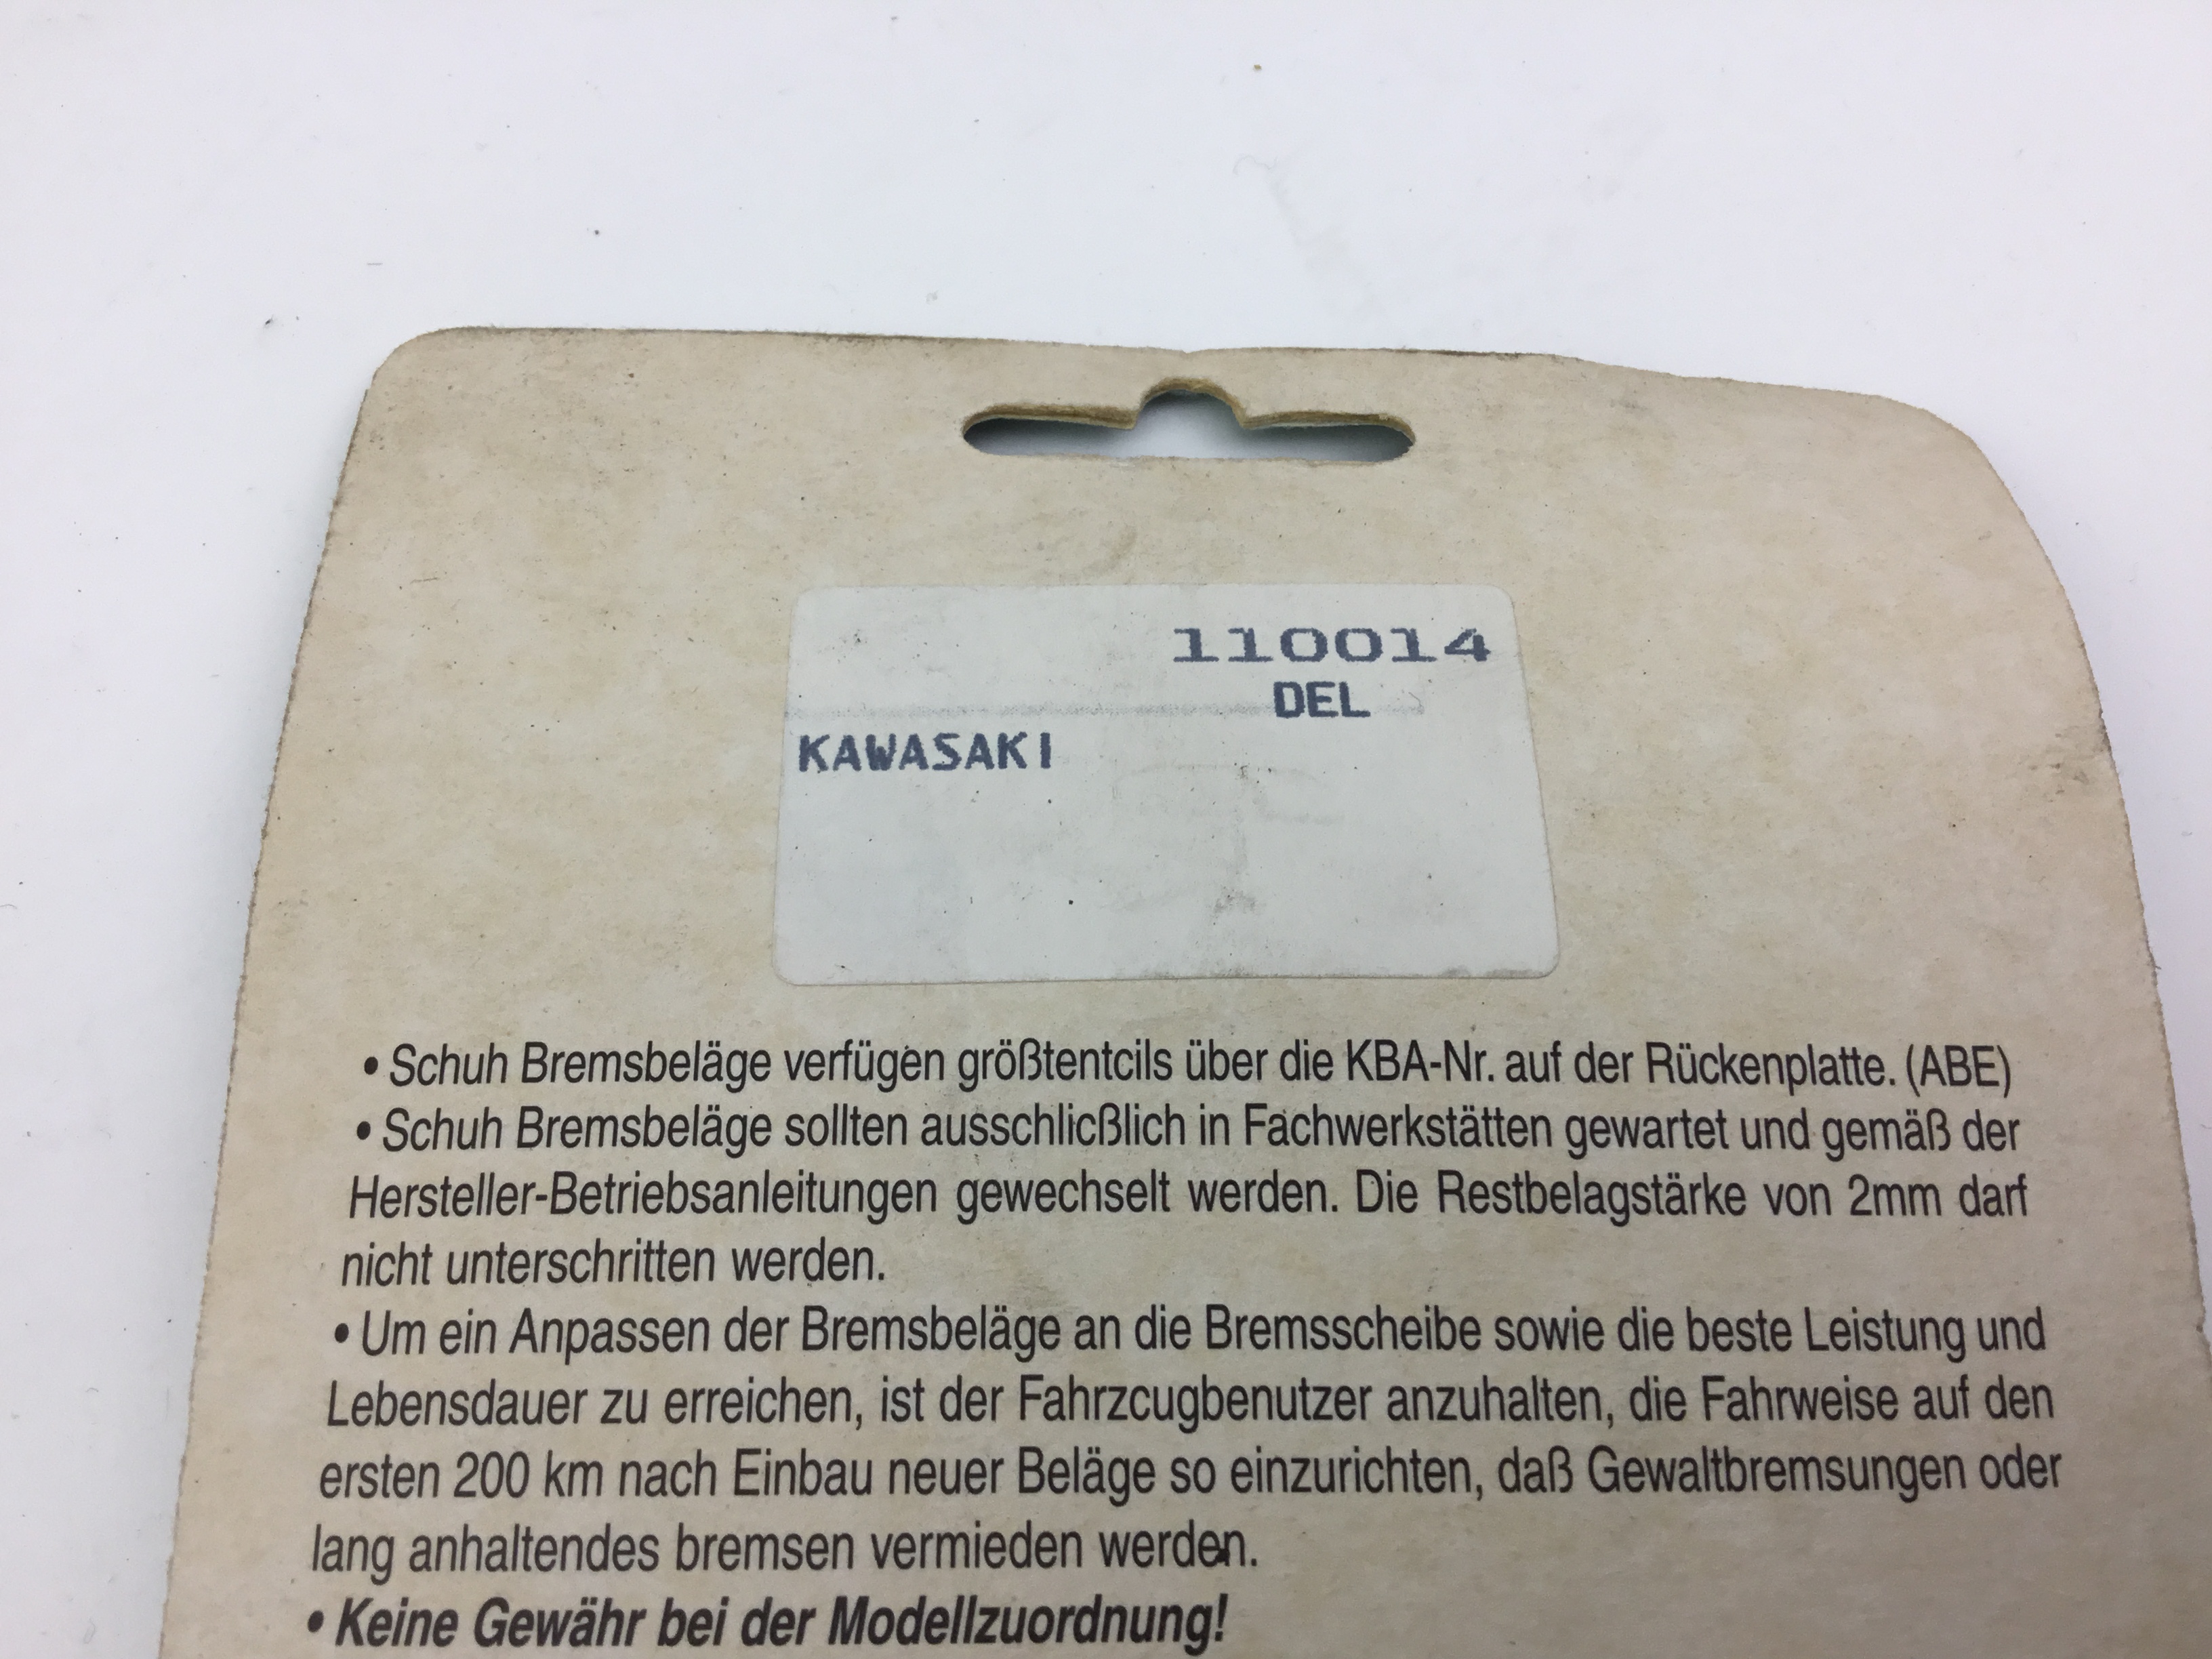 110014
DEL
KAWASAKI
• Schuh Bremsbeläge verfügen größtentcils über die KBA-Nr. auf der Rückenplatte. (ABE)
• Schuh Bremsbeläge sollten ausschlicßlich in Fachwerkstätten gewartet und gemäß der
Hersteller-Betriebsanleitungen gewechselt werden. Die Restbelagstärke von 2mm darf
nicht unterschritten werden.
• Um ein Anpassen der Bremsbeläge an die Bremsscheibe sowie die beste Leistung und
Lebensdauer zu erreichen, ist der Fahrzcugbenutzer anzuhalten, die Fahrweise auf den
ersten 200 km nach Einbau neuer Beläge so einzurichten, daß Gewaltbremsungen oder
lang anhaltendes bremsen vermieden werden.
• Keine Gewähr bei der Modellzuordnung!